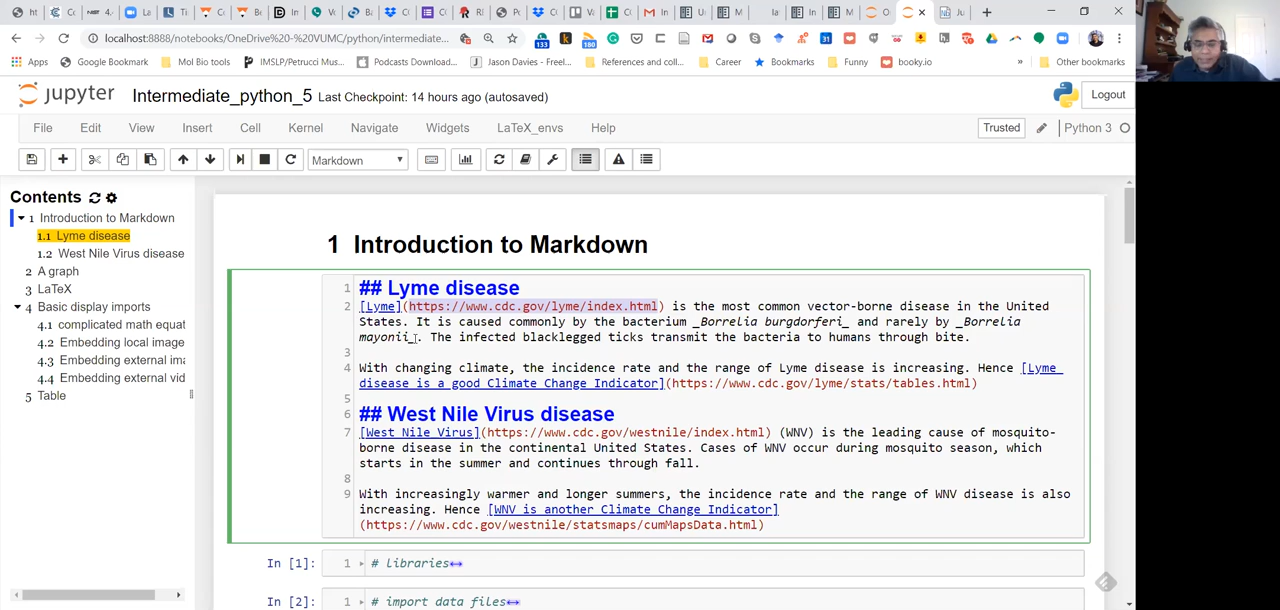 localhost:8888/notebooks/OneDrive - VUMC/python/intermediate...
133
180
31
Apps
Google Bookmark
Mol Bio tools
IMSLP/Petrucci Mus...
Podcasts Download...
Jason Davies - Freel...
References and coll...
Career
Bookmarks
Funny
booky.io
»
Other bookmarks
jupyter
Intermediate_python_5 Last Checkpoint: 14 hours ago (autosaved)
Logout
File
Edit
View
Insert
Cell
Kernel
Navigate
Widgets
LaTeX_envs
Help
Trusted
Python 3
Markdown
Contents
1 Introduction to Markdown
1.1 Lyme disease
1.2 West Nile Virus disease
2 A graph
3 LaTeX
4 Basic display imports
4.1 complicated math equat
4.2 Embedding local image
4.3 Embedding external ima
4.4 Embedding external vid
5 Table
1 Introduction to Markdown
1 ## Lyme disease
2 [Lyme](https://www.cdc.gov/lyme/index.html) is the most common vector-borne disease in the United
States. It is caused commonly by the bacterium _Borrelia burgdorferi_ and rarely by _Borrelia
mayonii_. The infected blacklegged ticks transmit the bacteria to humans through bite.
3
4 With changing climate, the incidence rate and the range of Lyme disease is increasing. Hence [Lyme
disease is a good Climate Change Indicator](https://www.cdc.gov/lyme/stats/tables.html)
5
6 ## West Nile Virus disease
7 [West Nile Virus](https://www.cdc.gov/westnile/index.html) (WNV) is the leading cause of mosquito-
borne disease in the continental United States. Cases of WNV occur during mosquito season, which
starts in the summer and continues through fall.
8
9 With increasingly warmer and longer summers, the incidence rate and the range of WNV disease is also
increasing. Hence [WNV is another Climate Change Indicator]
(https://www.cdc.gov/westnile/statsmaps/cumMapsData.html)
In [1]: 1 # libraries
In [2]: 1 # import data files